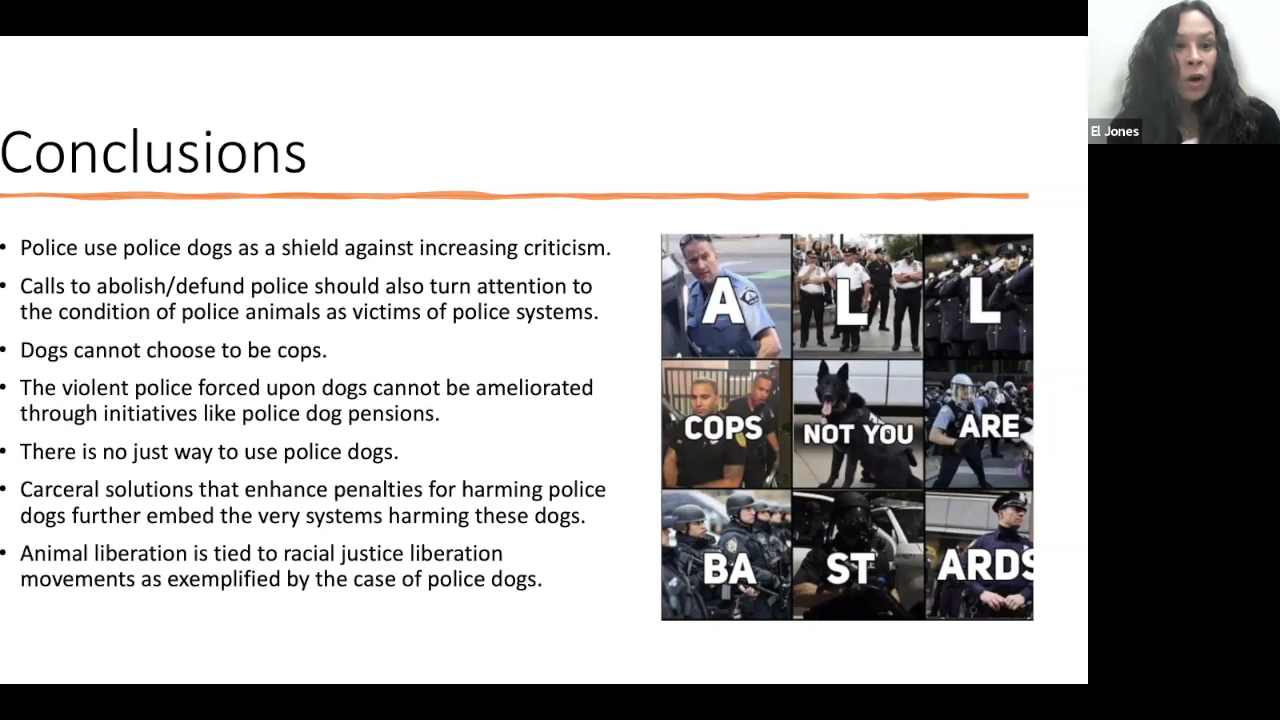 Conclusions
• Police use police dogs as a shield against increasing criticism.
• Calls to abolish/defund police should also turn attention to
the condition of police animals as victims of police systems.
• Dogs cannot choose to be cops.
• The violent police forced upon dogs cannot be ameliorated
through initiatives like police dog pensions.
• There is no just way to use police dogs.
• Carceral solutions that enhance penalties for harming police
dogs further embed the very systems harming these dogs.
• Animal liberation is tied to racial justice liberation
movements as exemplified by the case of police dogs.
A L L
COPS NOT YOU ARE
BA ST ARDS
El Jones